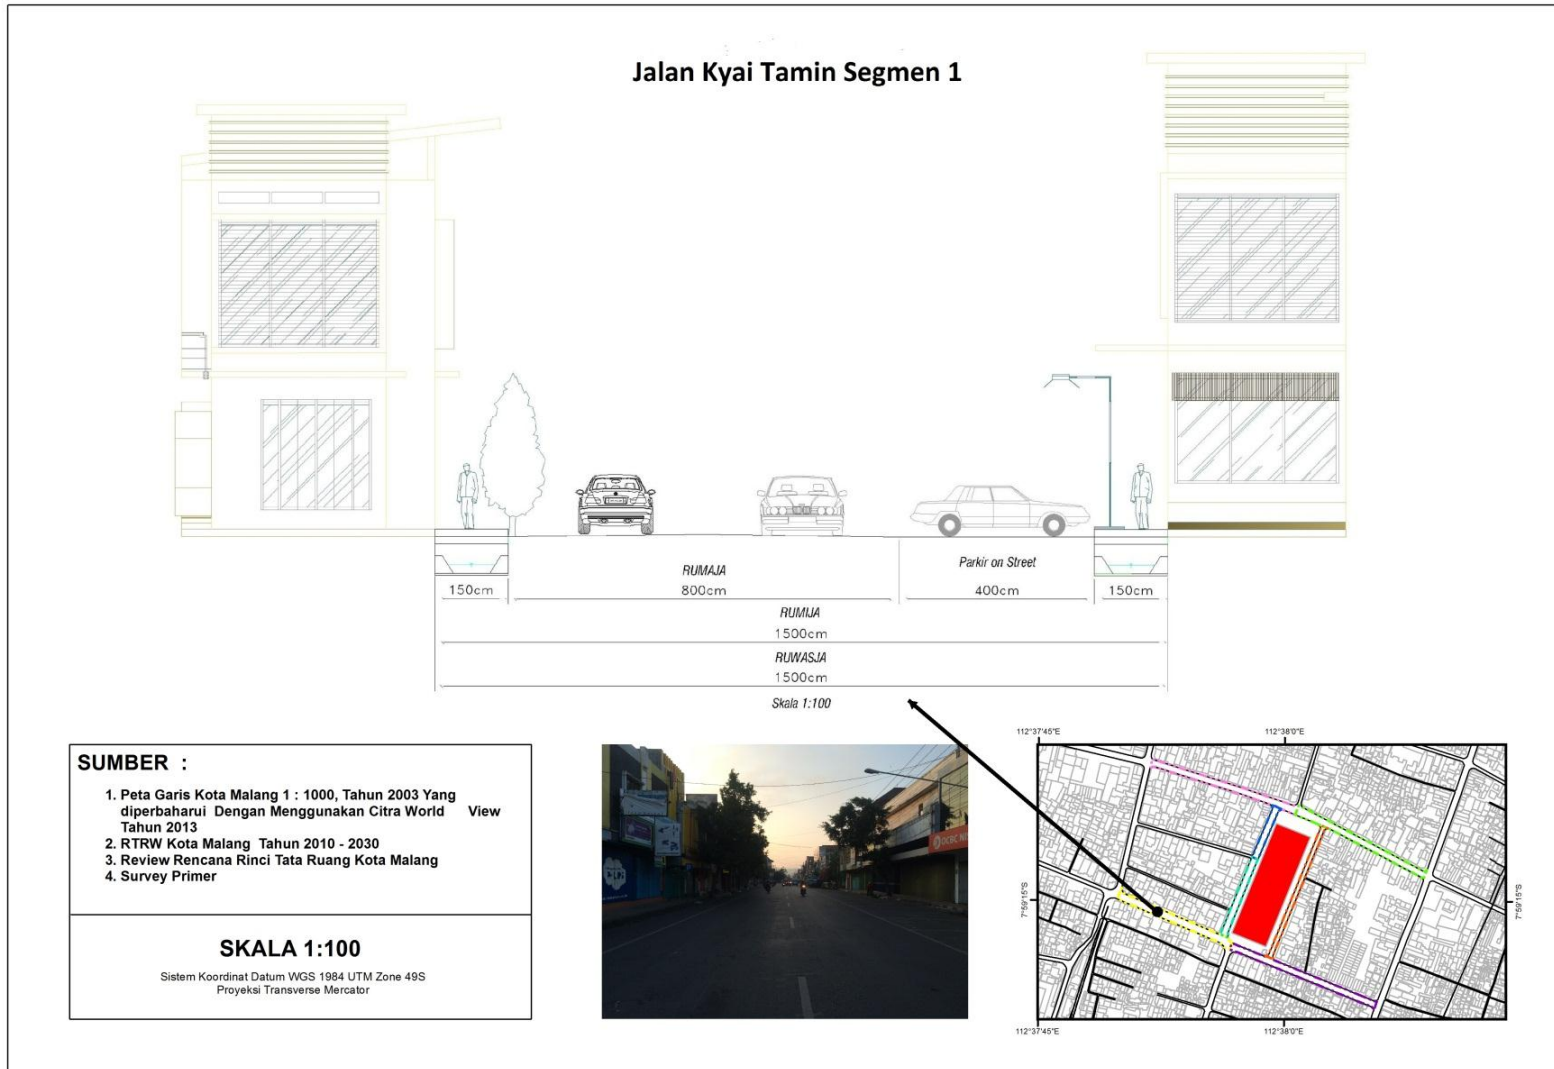 Jalan Kyai Tamin Segmen 1
RUMAJA
Parkir on Street
150cm
800cm
400cm
150cm
RUMIJA
1500cm
RUWASJA
1500cm
Skala 1:100
SUMBER :
1. Peta Garis Kota Malang 1 : 1000, Tahun 2003 Yang
diperbaharui Dengan Menggunakan Citra World View
Tahun 2013
2. RTRW Kota Malang Tahun 2010 - 2030
3. Review Rencana Rinci Tata Ruang Kota Malang
4. Survey Primer
SKALA 1:100
Sistem Koordinat Datum WGS 1984 UTM Zone 49S
Proyeksi Transverse Mercator
OCBC
112°37'45"E
112°38'0"E
7°59'15"S
7°59'15"S
112°37'45"E
112°38'0"E